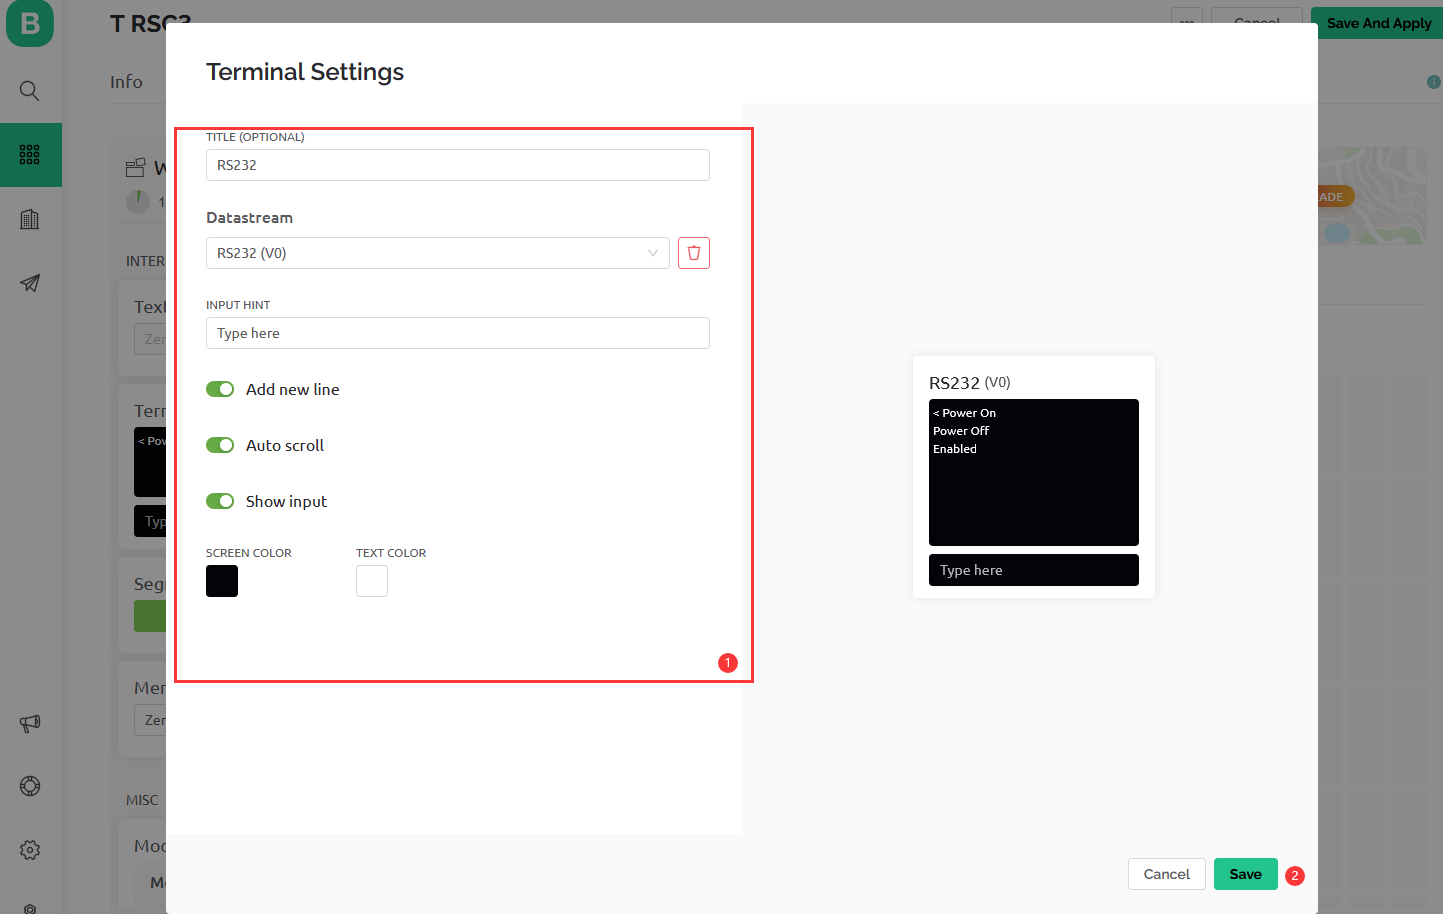 B
T RSC3
Cancel
Save And Apply
Info
Terminal Settings
TITLE (OPTIONAL)
RS232
Datastream
RS232 (V0)
INPUT HINT
Type here
Add new line
Auto scroll
Show input
SCREEN COLOR
TEXT COLOR
1
RS232 (V0)
< Power On
Power Off
Enabled
Type here
Cancel
Save
2
W
1
INTER
Text
Zer
Terr
< Pow
Typ
Seg
Mer
Zer
MISC
Mod
M
ADE